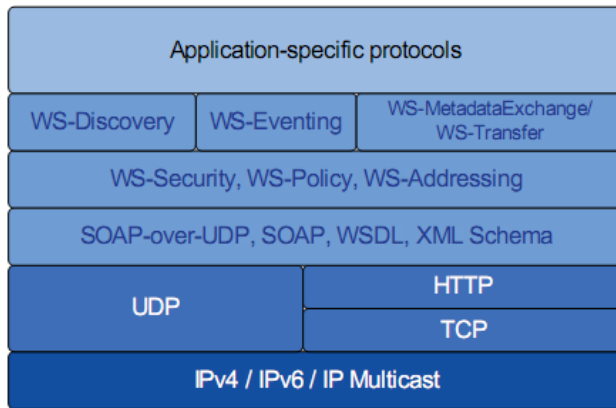 Application-specific protocols
WS-Discovery
WS-Eventing
WS-MetadataExchange/
WS-Transfer
WS-Security, WS-Policy, WS-Addressing
SOAP-over-UDP, SOAP, WSDL, XML Schema
UDP
HTTP
TCP
IPv4 / IPv6 / IP Multicast